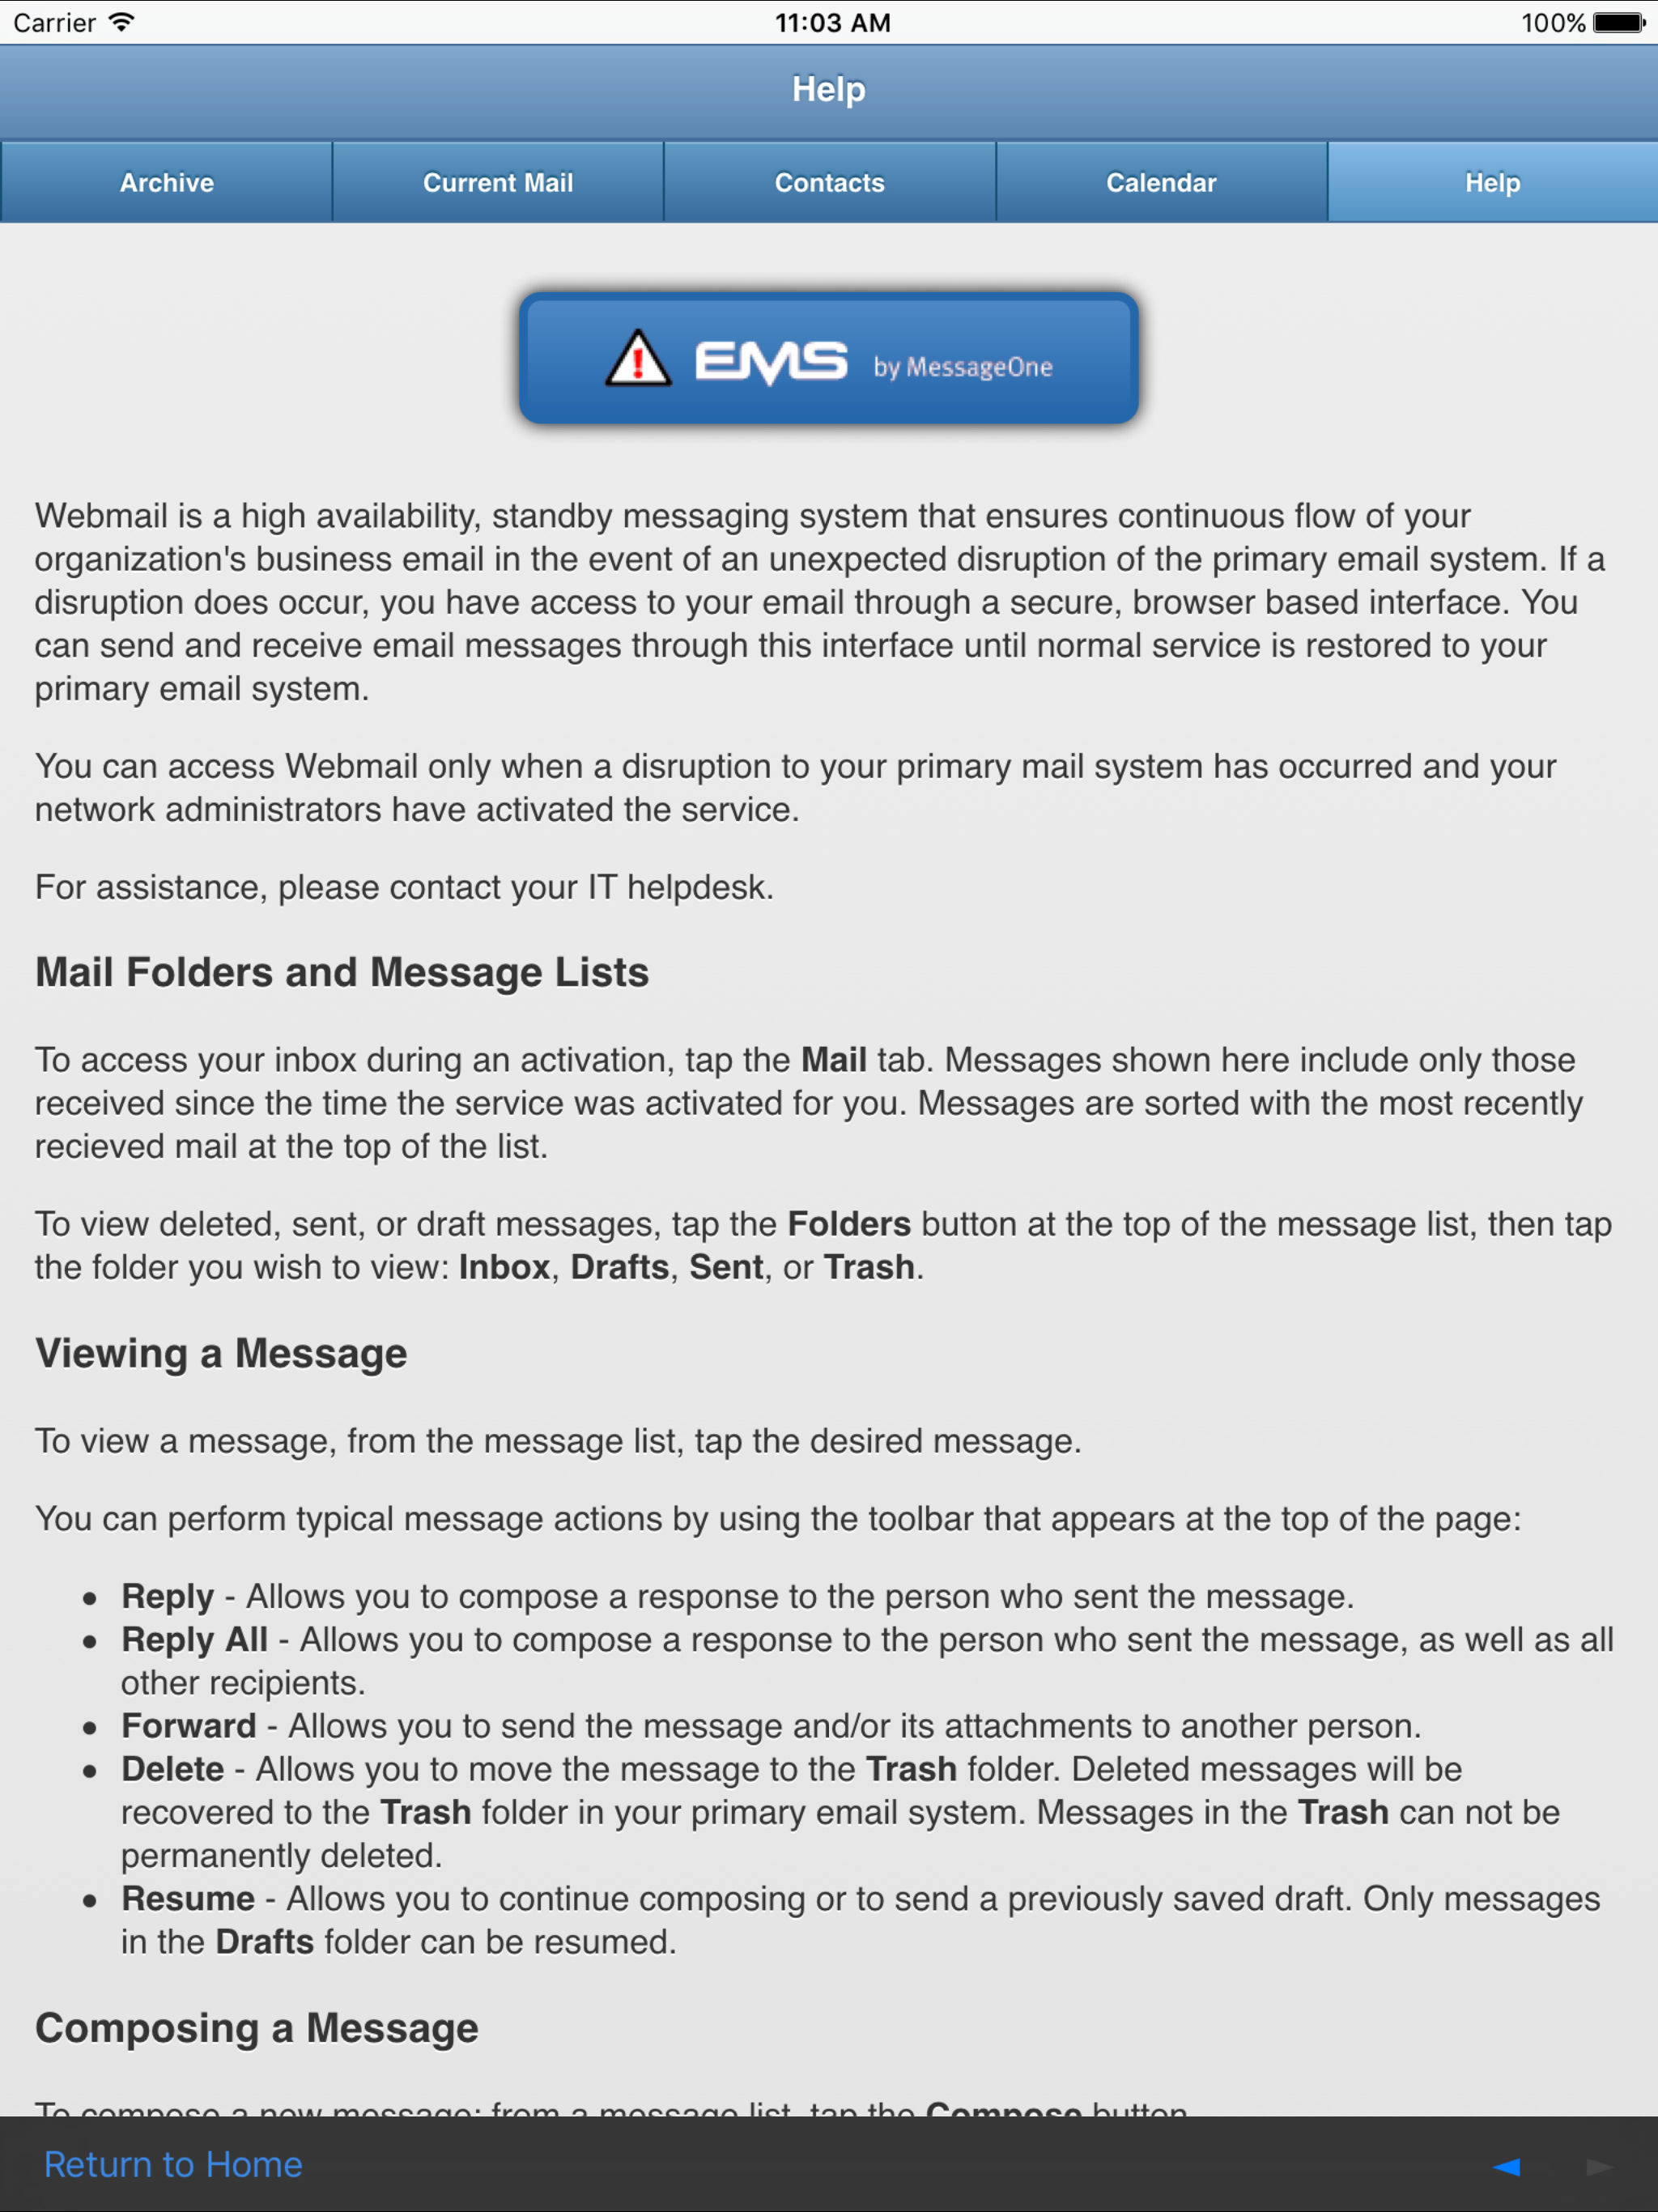 Carrier 11:03 AM 100%
Help
Archive Current Mail Contacts Calendar Help
EMS by MessageOne
Webmail is a high availability, standby messaging system that ensures continuous flow of your
organization's business email in the event of an unexpected disruption of the primary email system. If a
disruption does occur, you have access to your email through a secure, browser based interface. You
can send and receive email messages through this interface until normal service is restored to your
primary email system.
You can access Webmail only when a disruption to your primary mail system has occurred and your
network administrators have activated the service.
For assistance, please contact your IT helpdesk.
Mail Folders and Message Lists
To access your inbox during an activation, tap the Mail tab. Messages shown here include only those
received since the time the service was activated for you. Messages are sorted with the most recently
recieved mail at the top of the list.
To view deleted, sent, or draft messages, tap the Folders button at the top of the message list, then tap
the folder you wish to view: Inbox, Drafts, Sent, or Trash.
Viewing a Message
To view a message, from the message list, tap the desired message.
You can perform typical message actions by using the toolbar that appears at the top of the page:
• Reply - Allows you to compose a response to the person who sent the message.
• Reply All - Allows you to compose a response to the person who sent the message, as well as all
other recipients.
• Forward - Allows you to send the message and/or its attachments to another person.
• Delete - Allows you to move the message to the Trash folder. Deleted messages will be
recovered to the Trash folder in your primary email system. Messages in the Trash can not be
permanently deleted.
• Resume - Allows you to continue composing or to send a previously saved draft. Only messages
in the Drafts folder can be resumed.
Composing a Message
To compose a new message: from a message list, tap the Compose button
Return to Home